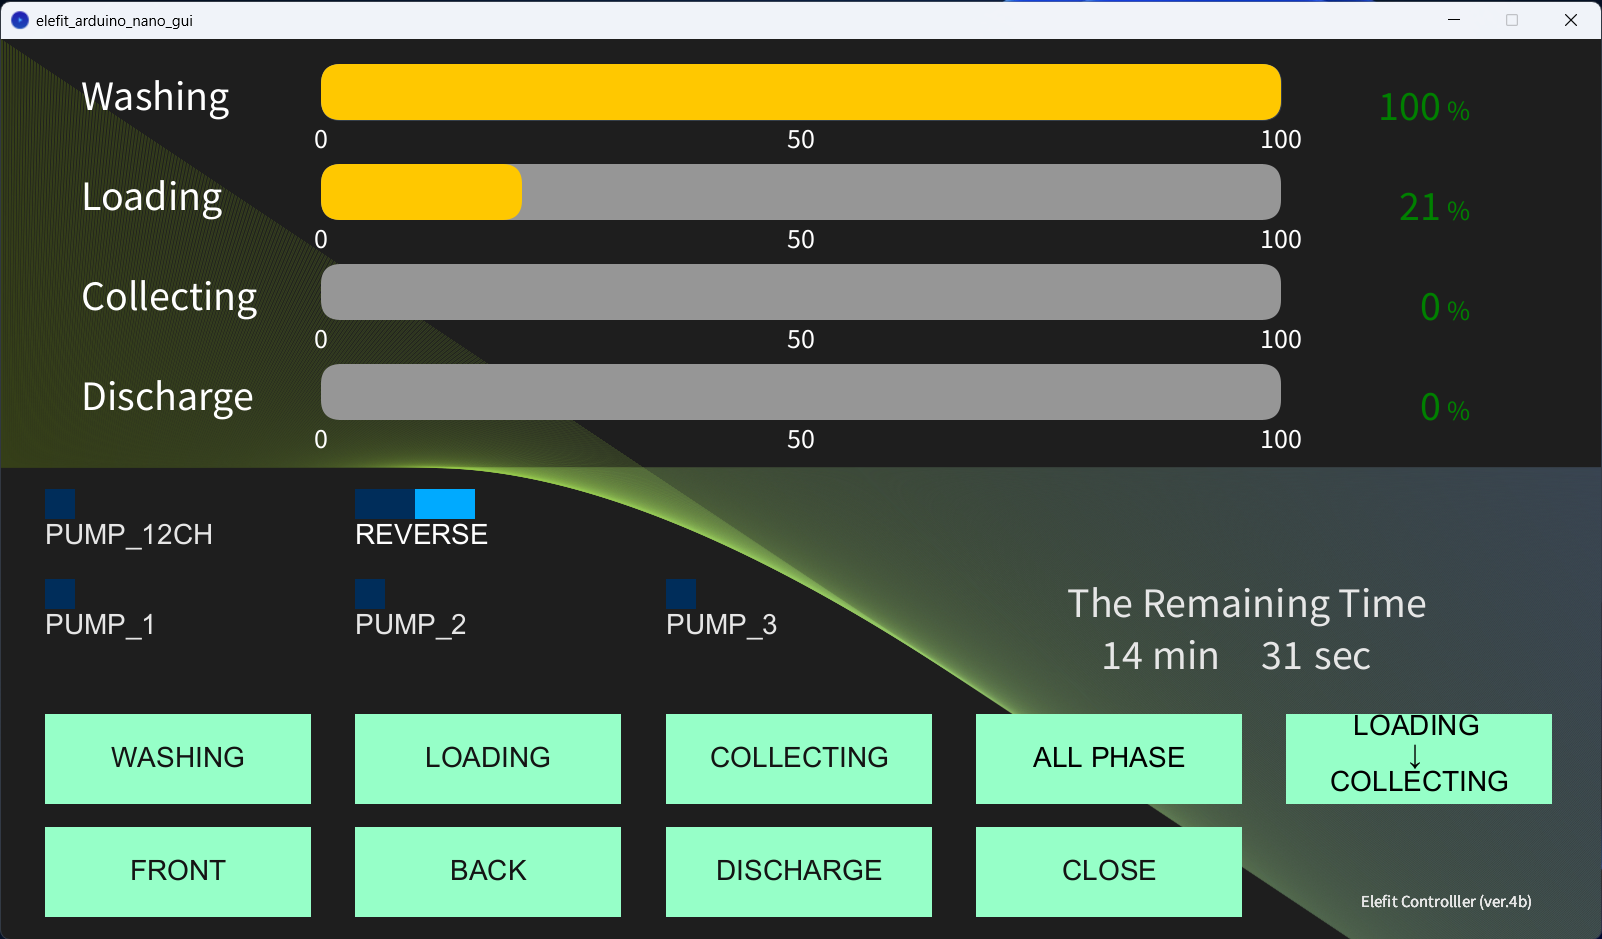 elefit_arduino_nano_gui
Washing
100 %
0 50 100
Loading
21 %
0 50 100
Collecting
0 %
0 50 100
Discharge
0 %
0 50 100
PUMP_12CH
REVERSE
PUMP_1
PUMP_2
PUMP_3
The Remaining Time
14 min 31 sec
WASHING
LOADING
COLLECTING
ALL PHASE
LOADING
↓
COLLECTING
FRONT
BACK
DISCHARGE
CLOSE
Elefit Controlller (ver.4b)